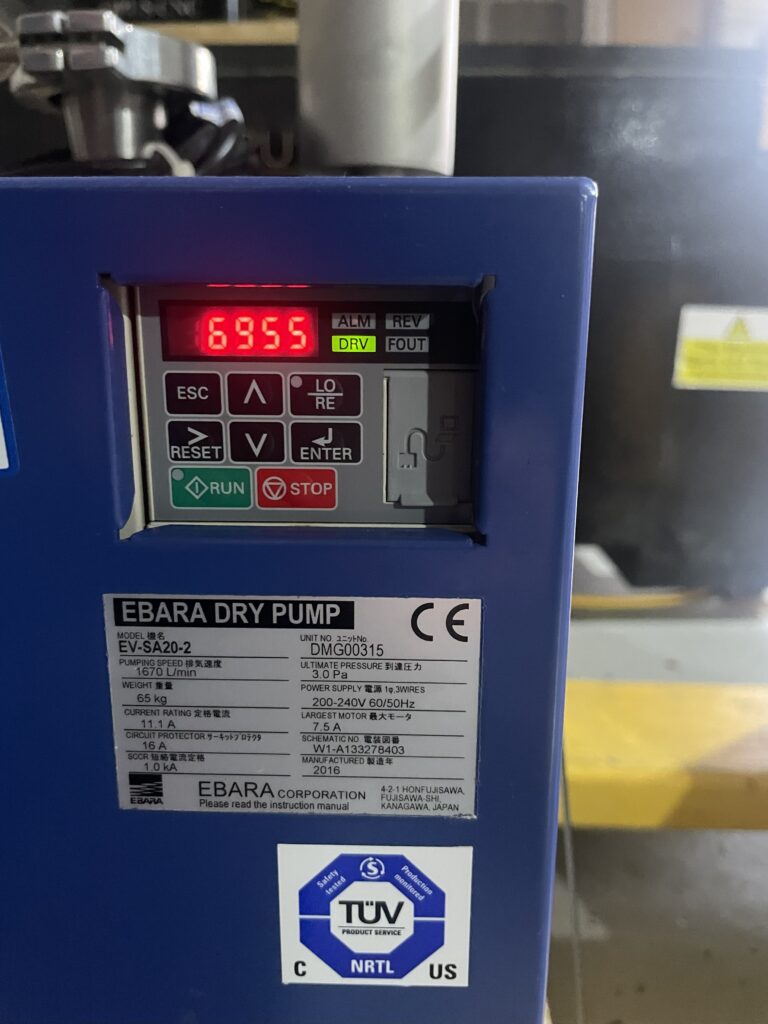 6955
ALM REV
DRV FOUT
ESC
LO
RE
RESET
ENTER
RUN
STOP
EBARA DRY PUMP
CE
MODEL 機名
EV-SA20-2
UNIT NO. ユニットNo.
DMG00315
PUMPING SPEED 排気速度
1670 L/min
ULTIMATE PRESSURE 到達圧力
3.0 Pa
WEIGHT 重量
65 kg
POWER SUPPLY 電源 1φ,3WIRES
200-240V 60/50Hz
CURRENT RATING 定格電流
11.1 A
LARGEST MOTOR 最大モータ
7.5 A
CIRCUIT PROTECTOR サーキットプロテクタ
16 A
SCHEMATIC NO. 電装図番
W1-A133278403
SCCR 短絡電流定格
1.0 kA
MANUFACTURED 製造年
2016
EBARA
EBARA CORPORATION
Please read the instruction manual
4-2-1 HONFUJISAWA,
FUJISAWA-SHI,
KANAGAWA, JAPAN
Safety
tested
S
Production
monitored
TÜV
PRODUCT SERVICE
NRTL
C US